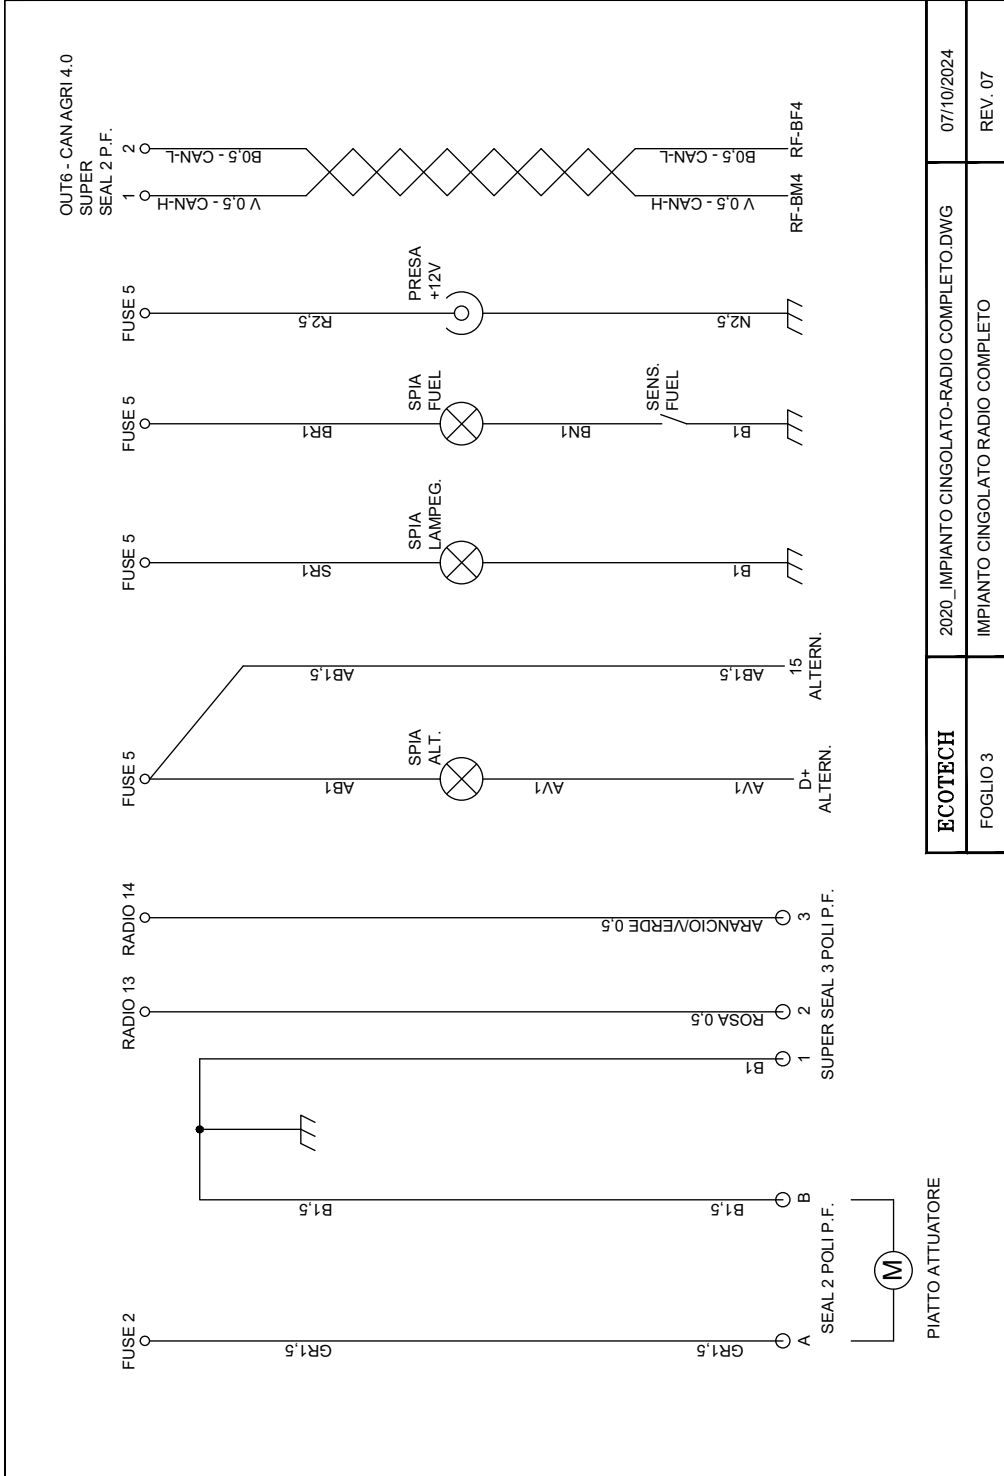 FUSE 2
GR1,5
GR1,5
A
B1,5
B1,5
B
SEAL 2 POLI P.F.
M
PIATTO ATTUATORE
B1
1
RADIO 13
ROSA 0,5
2
RADIO 14
ARANCIO/VERDE 0,5
3
SUPER SEAL 3 POLI P.F.
FUSE 5
AB1
SPIA
ALT.
AV1
AV1
D+
ALTERN.
AB1,5
AB1,5
15
ALTERN.
FUSE 5
SR1
SPIA
LAMPEG.
B1
FUSE 5
BR1
SPIA
FUEL
BN1
SENS.
FUEL
B1
FUSE 5
R2,5
PRESA
+12V
N2,5
OUT6 - CAN AGRI 4.0
SUPER
SEAL 2 P.F.
1
2
V 0,5 - CAN-H
B0,5 - CAN-L
V 0,5 - CAN-H
B0,5 - CAN-L
RF-BM4
RF-BF4
ECOTECH
2020_IMPIANTO CINGOLATO-RADIO COMPLETO.DWG
07/10/2024
FOGLIO 3
IMPIANTO CINGOLATO RADIO COMPLETO
REV. 07